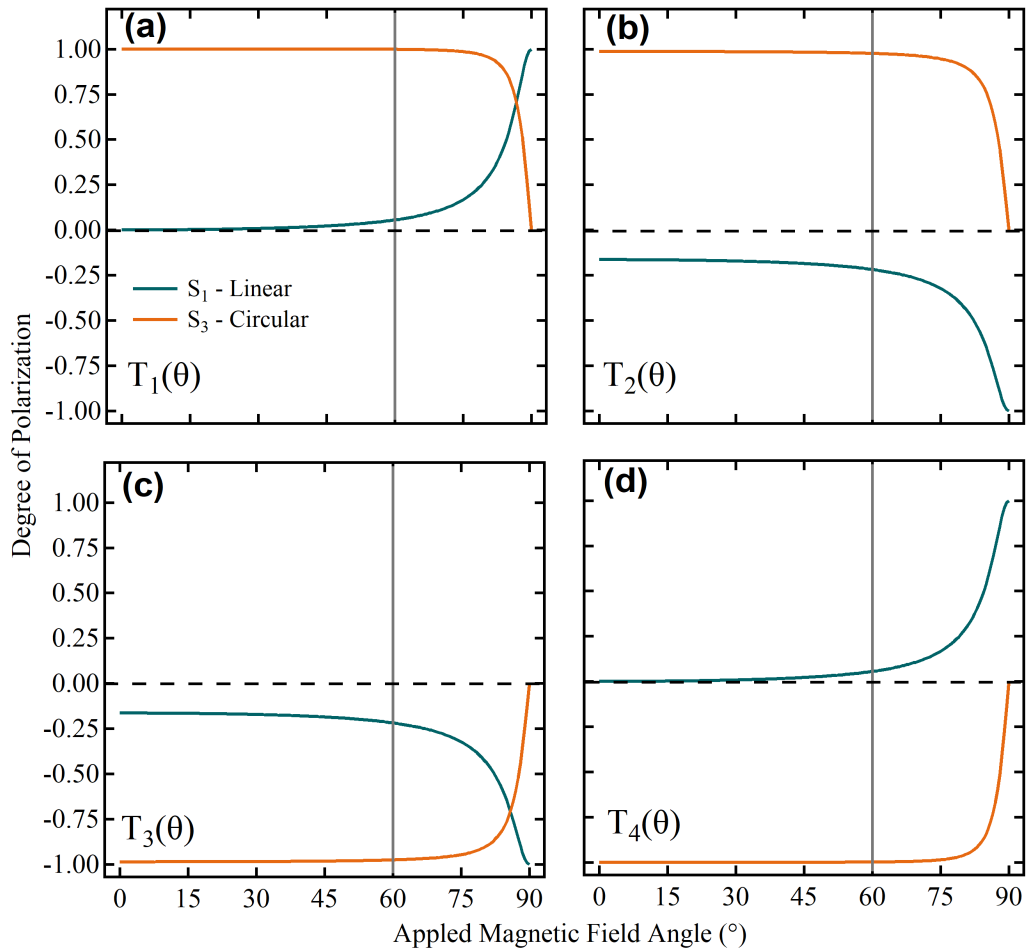 (a)
(b)
1.00
0.75
0.50
0.25
0.00
-0.25
-0.50
-0.75
-1.00
S₁ - Linear
S₃ - Circular
T₁(θ)
T₂(θ)
Degree of Polarization
(c)
(d)
1.00
0.75
0.50
0.25
0.00
-0.25
-0.50
-0.75
-1.00
T₃(θ)
T₄(θ)
0 15 30 45 60 75 90
0 15 30 45 60 75 90
Appled Magnetic Field Angle (°)